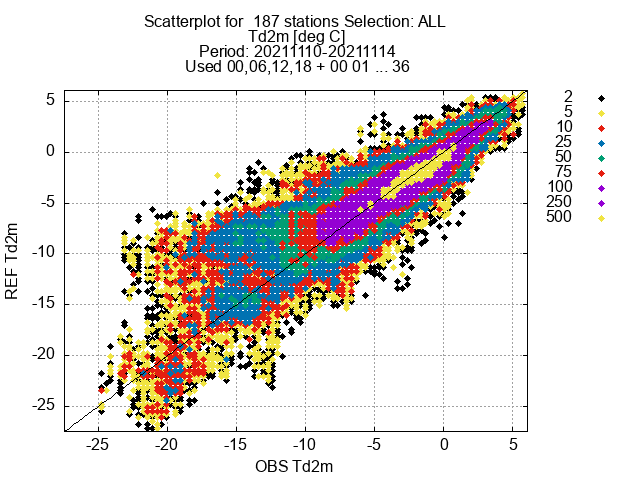 Scatterplot for  187 stations Selection: ALL
Td2m [deg C]
Period: 20211110-20211114
Used 00,06,12,18 + 00 01 ... 36
5
0
-5
-10
-15
-20
-25
REF Td2m
-25 -20 -15 -10 -5 0 5
OBS Td2m
2
5
10
25
50
75
100
250
500